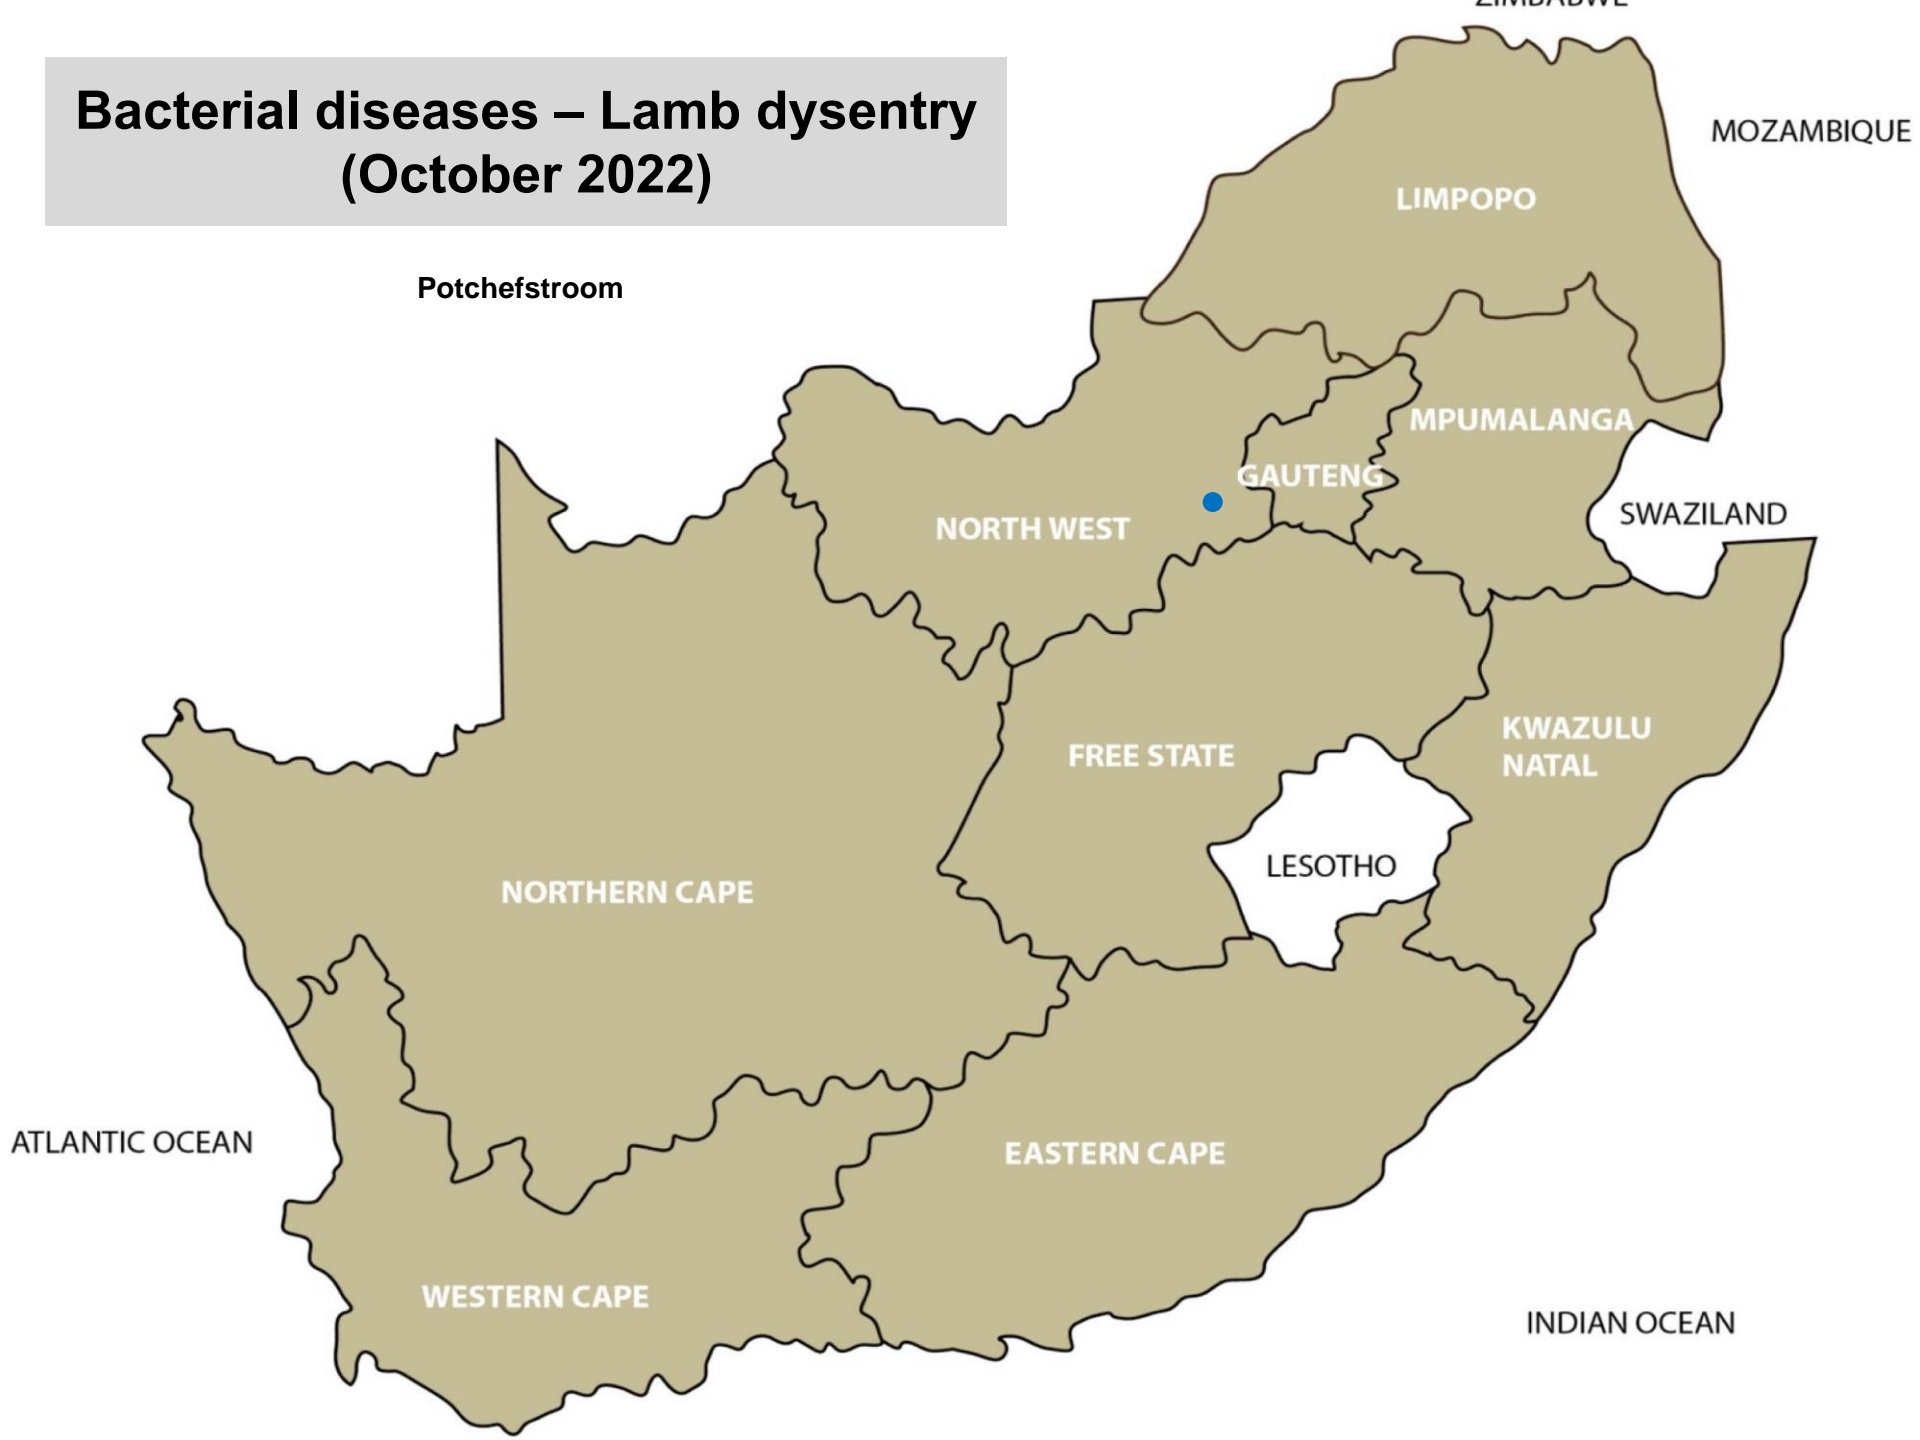 ZIMBABWE
Bacterial diseases – Lamb dysentry
(October 2022)
MOZAMBIQUE
LIMPOPO
Potchefstroom
MPUMALANGA
GAUTENG
SWAZILAND
NORTH WEST
KWAZULU
NATAL
FREE STATE
LESOTHO
NORTHERN CAPE
ATLANTIC OCEAN
EASTERN CAPE
WESTERN CAPE
INDIAN OCEAN